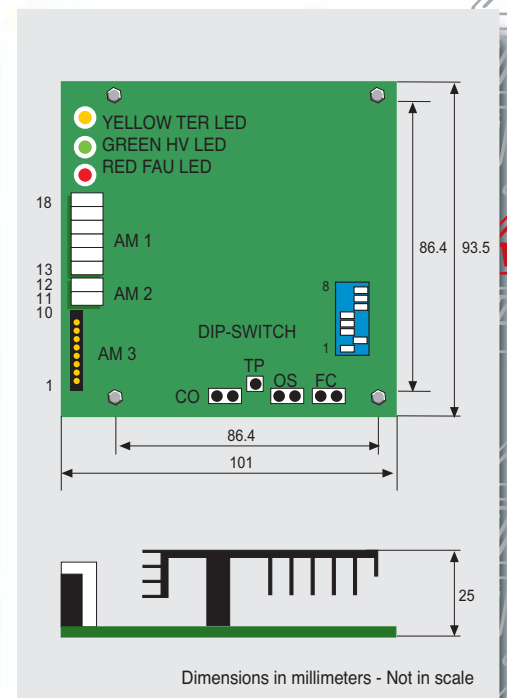 YELLOW TER LED
GREEN HV LED
RED FAU LED
18
AM 1
13
12
AM 2
11
10
AM 3
1
8
DIP-SWITCH
1
TP
CO
OS
FC
86.4
93.5
86.4
101
25
Dimensions in millimeters - Not in scale